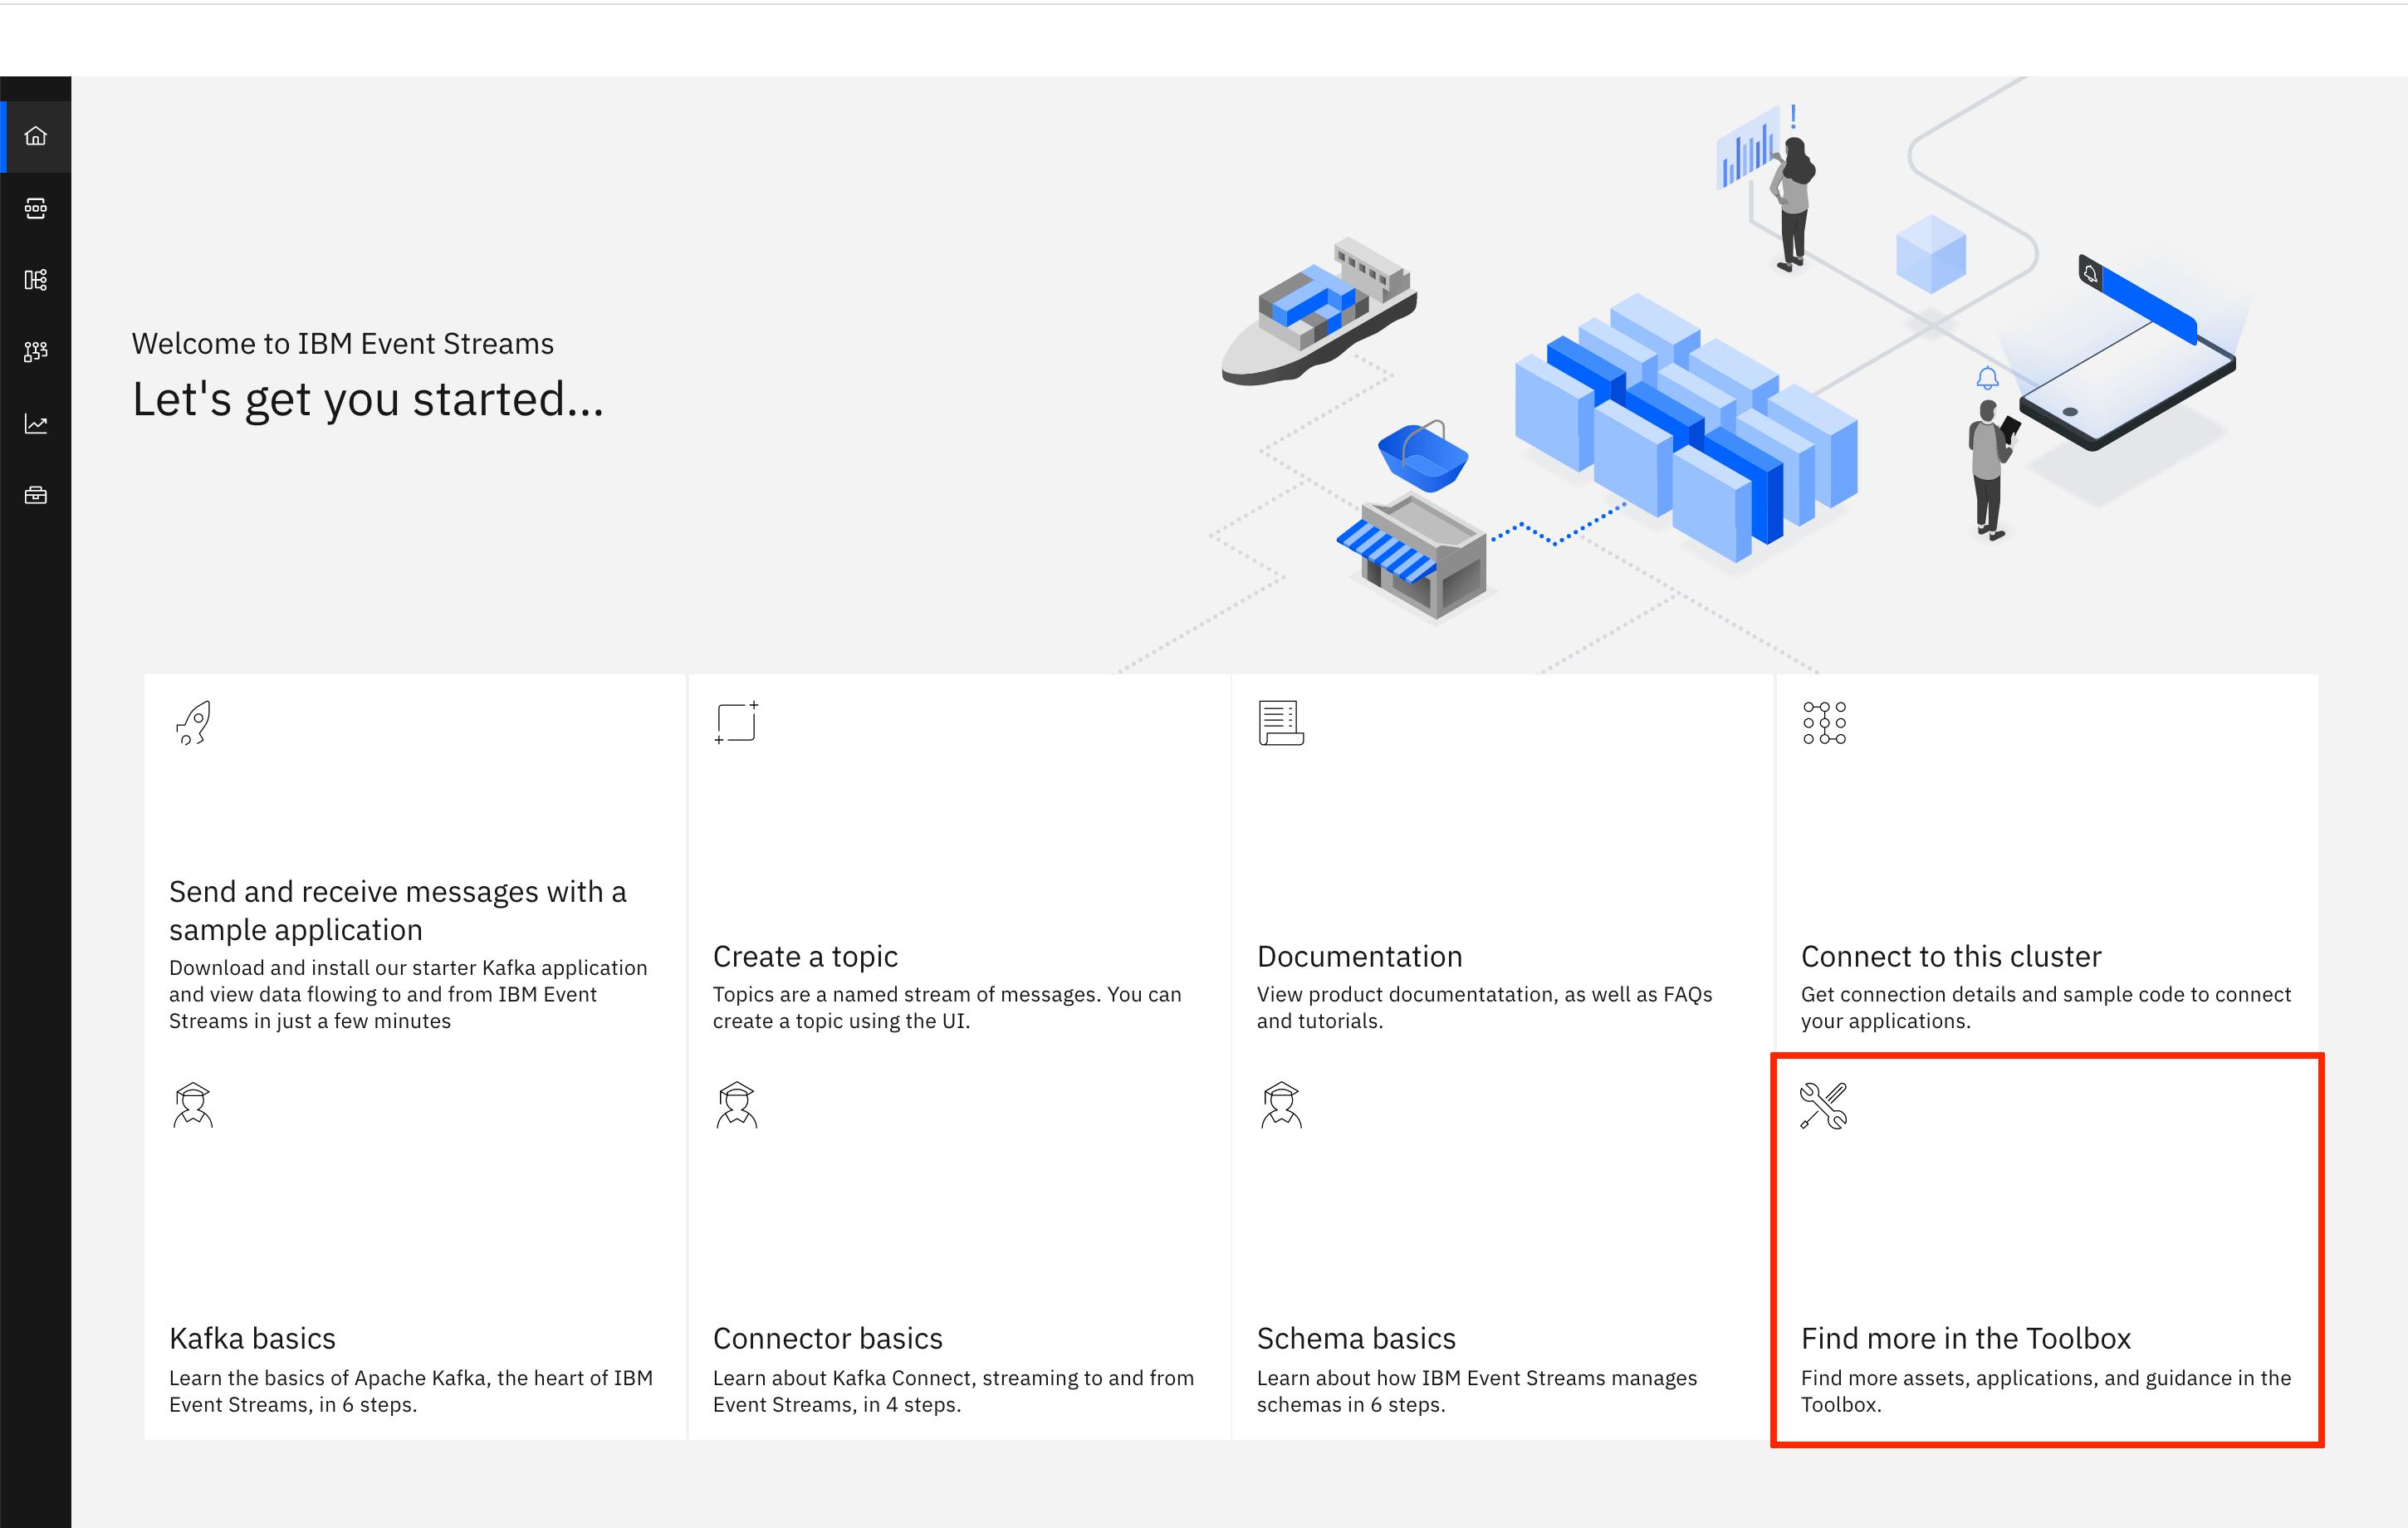 Welcome to IBM Event Streams
Let's get you started...
Send and receive messages with a
sample application
Download and install our starter Kafka application
and view data flowing to and from IBM Event
Streams in just a few minutes
Create a topic
Topics are a named stream of messages. You can
create a topic using the UI.
Documentation
View product documentatation, as well as FAQs
and tutorials.
Connect to this cluster
Get connection details and sample code to connect
your applications.
Kafka basics
Learn the basics of Apache Kafka, the heart of IBM
Event Streams, in 6 steps.
Connector basics
Learn about Kafka Connect, streaming to and from
Event Streams, in 4 steps.
Schema basics
Learn about how IBM Event Streams manages
schemas in 6 steps.
Find more in the Toolbox
Find more assets, applications, and guidance in the
Toolbox.